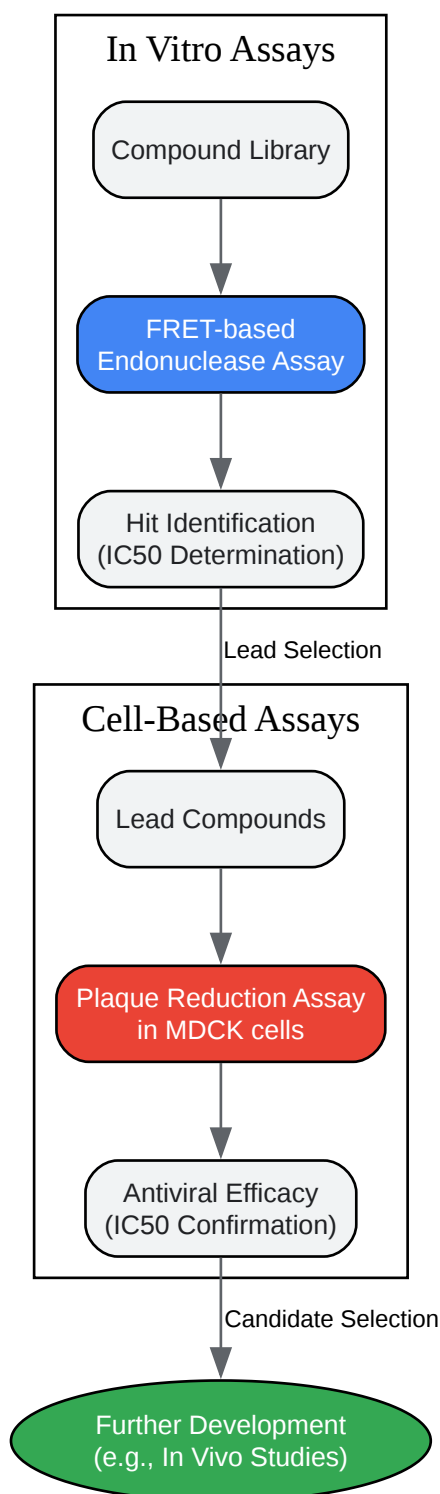 In Vitro Assays
Compound Library
FRET-based
Endonuclease Assay
Hit Identification
(IC50 Determination)
Lead Selection
Cell-Based Assays
Lead Compounds
Plaque Reduction Assay
in MDCK cells
Antiviral Efficacy
(IC50 Confirmation)
Candidate Selection
Further Development
(e.g., In Vivo Studies)